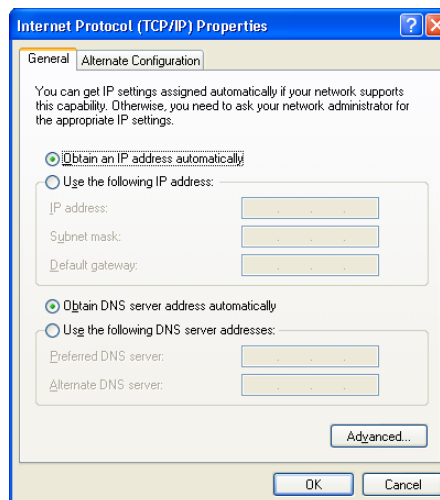 Internet Protocol (TCP/IP) Properties
General
Alternate Configuration
You can get IP settings assigned automatically if your network supports
this capability. Otherwise, you need to ask your network administrator for
the appropriate IP settings.
Obtain an IP address automatically
Use the following IP address:
IP address:
Subnet mask:
Default gateway:
Obtain DNS server address automatically
Use the following DNS server addresses:
Preferred DNS server:
Alternate DNS server:
Advanced...
OK
Cancel